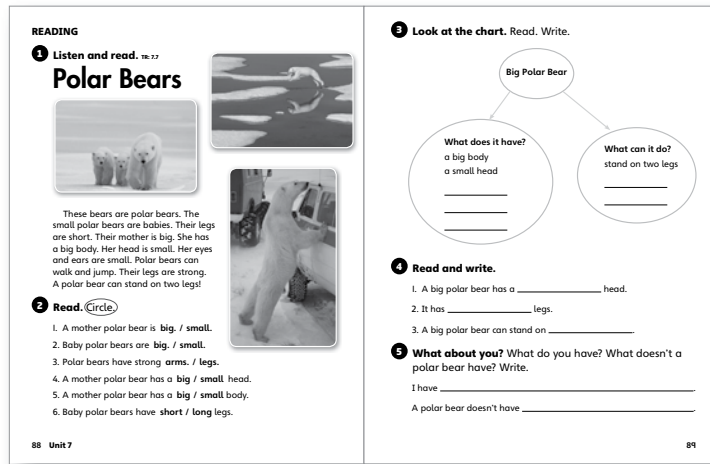 READING
1 Listen and read. TR: 7.7
Polar Bears
These bears are polar bears. The
small polar bears are babies. Their legs
are short. Their mother is big. She has
a big body. Her head is small. Her eyes
and ears are small. Polar bears can
walk and jump. Their legs are strong.
A polar bear can stand on two legs!
2 Read. Circle.
1. A mother polar bear is big. / small.
2. Baby polar bears are big. / small.
3. Polar bears have strong arms. / legs.
4. A mother polar bear has a big / small head.
5. A mother polar bear has a big / small body.
6. Baby polar bears have short / long legs.
88 Unit 7
3 Look at the chart. Read. Write.
Big Polar Bear
What does it have?
a big body
a small head
What can it do?
stand on two legs
4 Read and write.
1. A big polar bear has a ____________ head.
2. It has ____________ legs.
3. A big polar bear can stand on ____________.
5 What about you? What do you have? What doesn't a
polar bear have? Write.
I have ____________.
A polar bear doesn't have ____________.
89